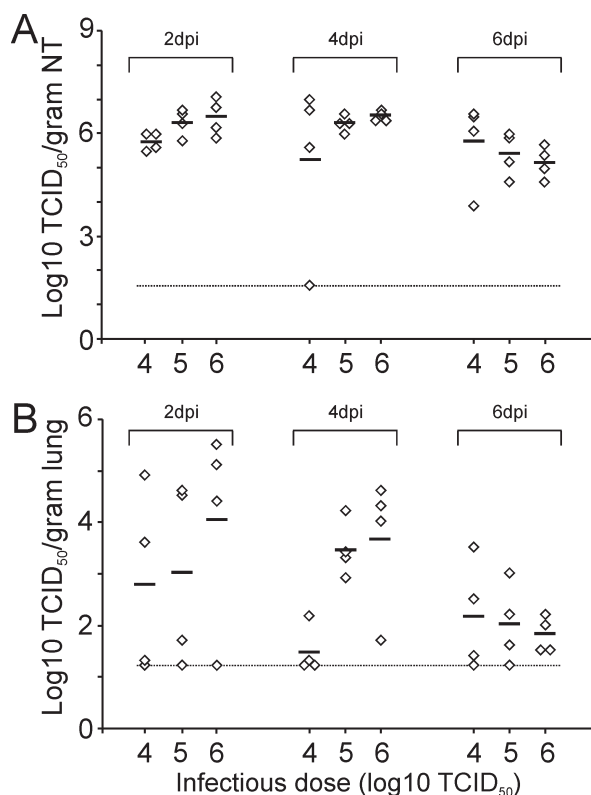 A
Log10 TCID50/gram NT
2dpi 4dpi 6dpi
9
6
3
0
4 5 6 4 5 6 4 5 6
B
Log10 TCID50/gram lung
2dpi 4dpi 6dpi
6
4
2
0
4 5 6 4 5 6 4 5 6
Infectious dose (log10 TCID50)